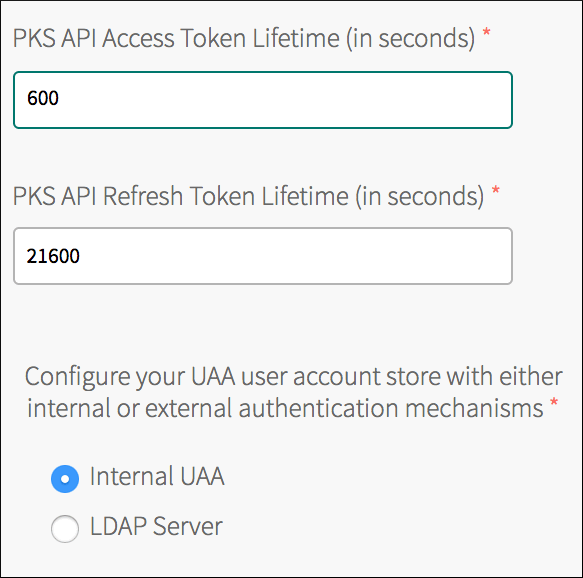 PKS API Access Token Lifetime (in seconds) *
600
PKS API Refresh Token Lifetime (in seconds) *
21600
Configure your UAA user account store with either
internal or external authentication mechanisms *
Internal UAA
LDAP Server